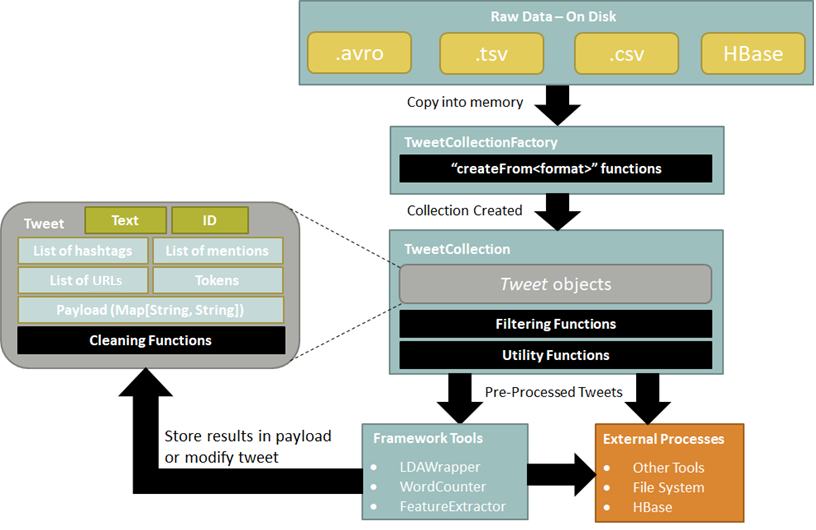 Raw Data – On Disk
.avro
.tsv
.csv
HBase
Copy into memory
TweetCollectionFactory
“createFrom<format>” functions
Collection Created
TweetCollection
Tweet objects
Filtering Functions
Utility Functions
Tweet
Text
ID
List of hashtags
List of mentions
List of URLs
Tokens
Payload (Map[String, String])
Cleaning Functions
Pre-Processed Tweets
Store results in payload
or modify tweet
Framework Tools
• LDAWrapper
• WordCounter
• FeatureExtractor
External Processes
• Other Tools
• File System
• HBase